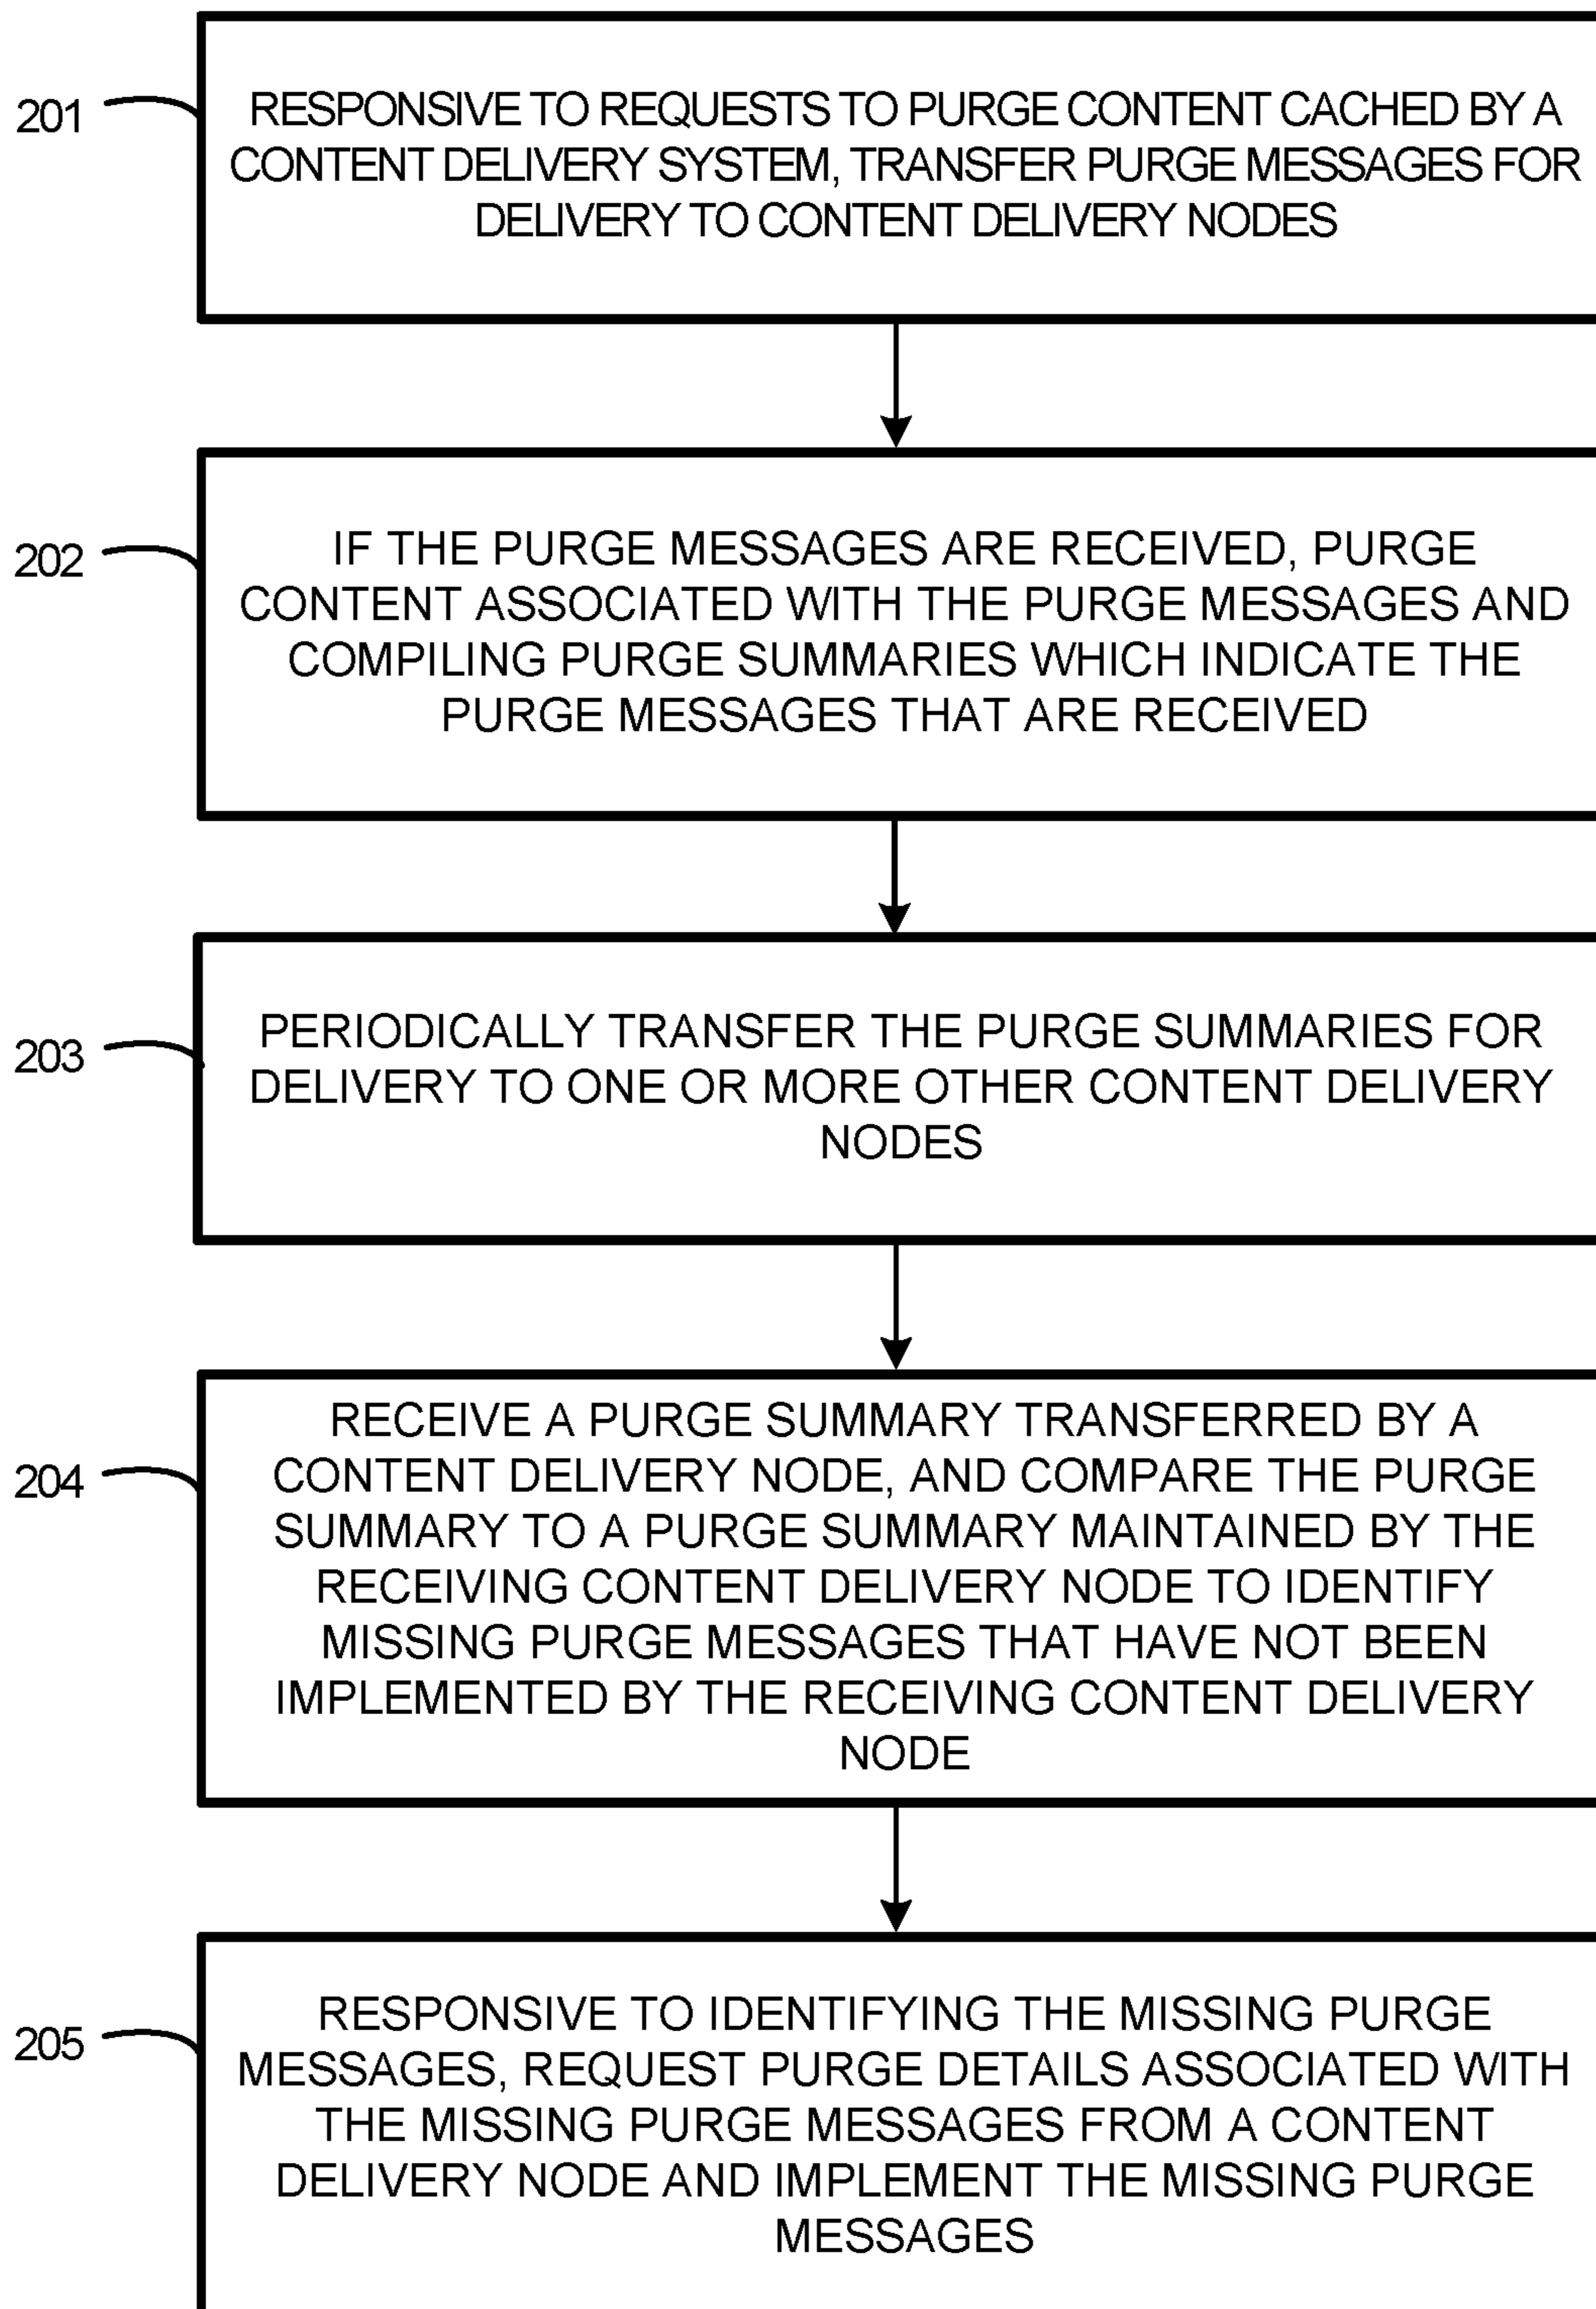 201
RESPONSIVE TO REQUESTS TO PURGE CONTENT CACHED BY A
CONTENT DELIVERY SYSTEM, TRANSFER PURGE MESSAGES FOR
DELIVERY TO CONTENT DELIVERY NODES
202
IF THE PURGE MESSAGES ARE RECEIVED, PURGE
CONTENT ASSOCIATED WITH THE PURGE MESSAGES AND
COMPILING PURGE SUMMARIES WHICH INDICATE THE
PURGE MESSAGES THAT ARE RECEIVED
203
PERIODICALLY TRANSFER THE PURGE SUMMARIES FOR
DELIVERY TO ONE OR MORE OTHER CONTENT DELIVERY
NODES
204
RECEIVE A PURGE SUMMARY TRANSFERRED BY A
CONTENT DELIVERY NODE, AND COMPARE THE PURGE
SUMMARY TO A PURGE SUMMARY MAINTAINED BY THE
RECEIVING CONTENT DELIVERY NODE TO IDENTIFY
MISSING PURGE MESSAGES THAT HAVE NOT BEEN
IMPLEMENTED BY THE RECEIVING CONTENT DELIVERY
NODE
205
RESPONSIVE TO IDENTIFYING THE MISSING PURGE
MESSAGES, REQUEST PURGE DETAILS ASSOCIATED WITH
THE MISSING PURGE MESSAGES FROM A CONTENT
DELIVERY NODE AND IMPLEMENT THE MISSING PURGE
MESSAGES